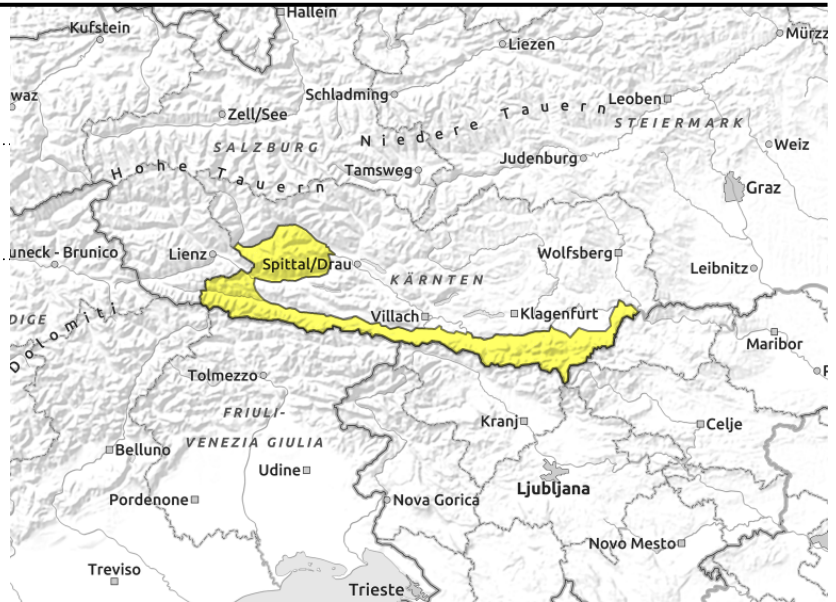 Hallein
Kufstein
Mürzz
Liezen
waz
Schladming
Leoben
Zell/See
Niedere Tauern
STEIERMARK
SALZBURG
Weiz
Judenburg
Hohe Tauern
Tamsweg
Graz
uneck - Brunico
Lienz
Wolfsberg
Spittal/Drau
Leibnitz
KÄRNTEN
DIGE
Dolomiti
Villach
Klagenfurt
Maribor
Tolmezzo
P
FRIULI-
VENEZIA GIULIA
Kranj
Celje
Belluno
Udine
Ljubljana
Pordenone
Nova Gorica
Novo Mesto
Treviso
Trieste